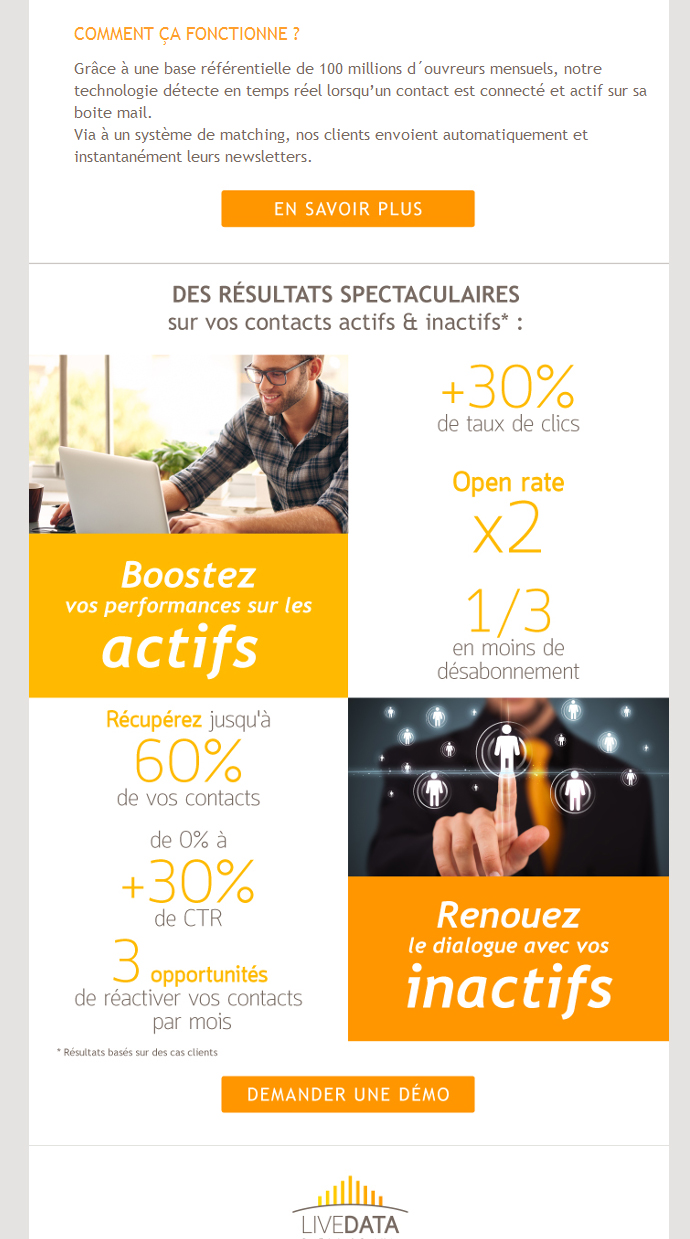 COMMENT ÇA FONCTIONNE ?
Grâce à une base référentielle de 100 millions d´ouvreurs mensuels, notre
technologie détecte en temps réel lorsqu’un contact est connecté et actif sur sa
boite mail.
Via à un système de matching, nos clients envoient automatiquement et
instantanément leurs newsletters.
EN SAVOIR PLUS
DES RÉSULTATS SPECTACULAIRES
sur vos contacts actifs & inactifs* :
Boostez
vos performances sur les
actifs
+30%
de taux de clics
Open rate
x2
1/3
en moins de
désabonnement
Récupérez jusqu'à
60%
de vos contacts
de 0% à
+30%
de CTR
3 opportunités
de réactiver vos contacts
par mois
Renouez
le dialogue avec vos
inactifs
* Résultats basés sur des cas clients
DEMANDER UNE DÉMO
LIVEDATA